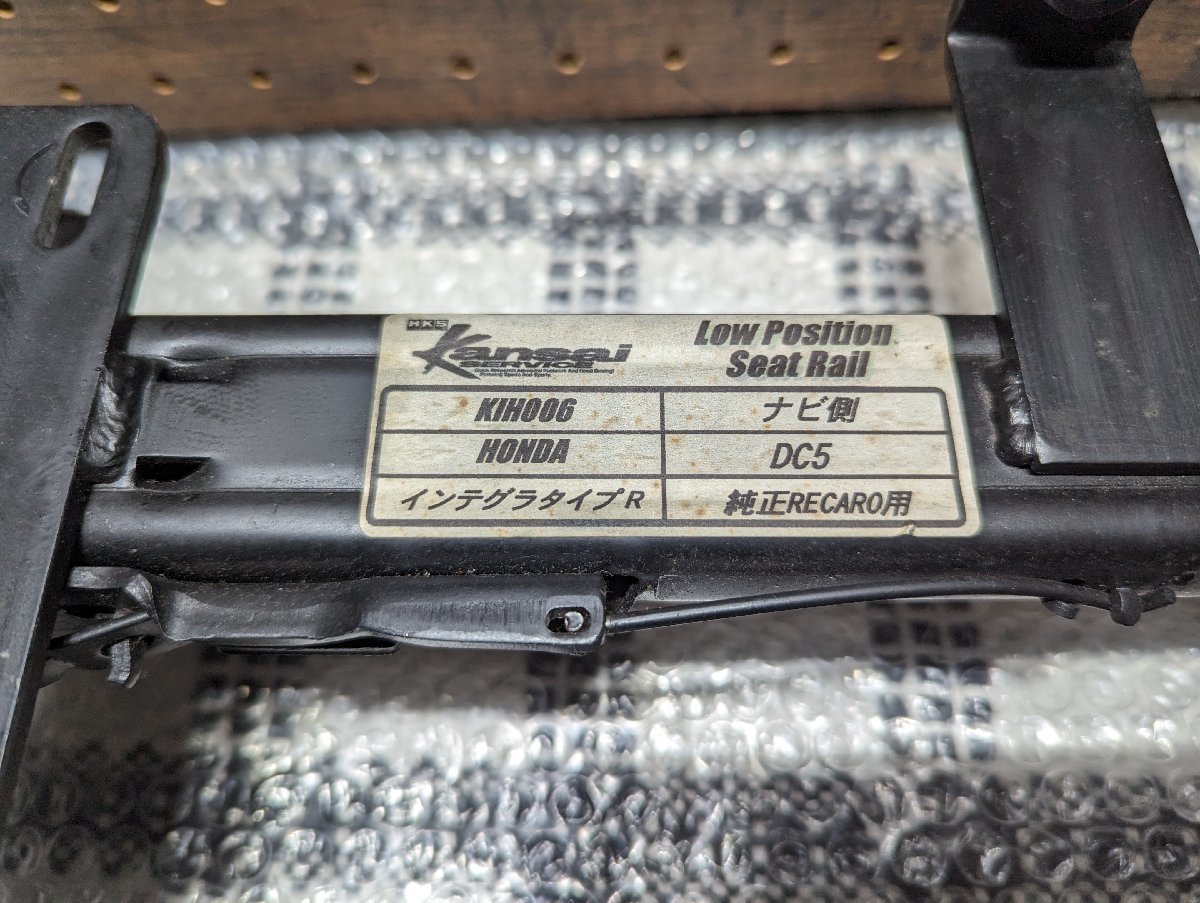 HKS
Kansai
SERVICE
Low Position
Seat Rail
KIH006
ナビ側
HONDA
DC5
インテグラタイプR
純正RECARO用